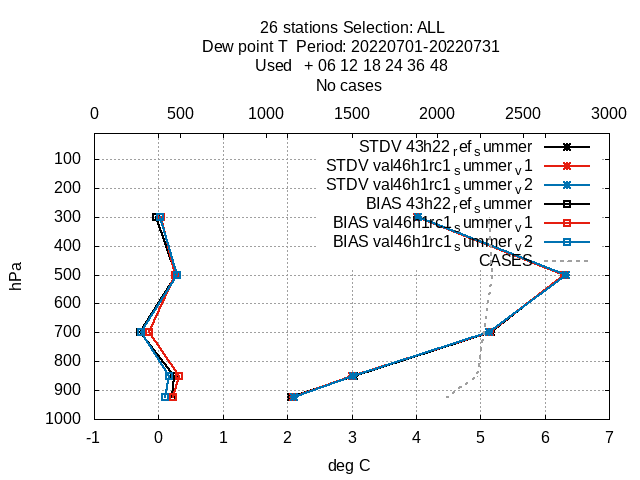 26 stations Selection: ALL
Dew point T Period: 20220701-20220731
Used + 06 12 18 24 36 48
No cases
0 500 1000 1500 2000 2500 3000
STDV 43h22_ref_summer
STDV val46h1rc1_summer_v1
STDV val46h1rc1_summer_v2
BIAS 43h22_ref_summer
BIAS val46h1rc1_summer_v1
BIAS val46h1rc1_summer_v2
CASES
100
200
300
400
500
600
700
800
900
1000
hPa
-1 0 1 2 3 4 5 6 7
deg C